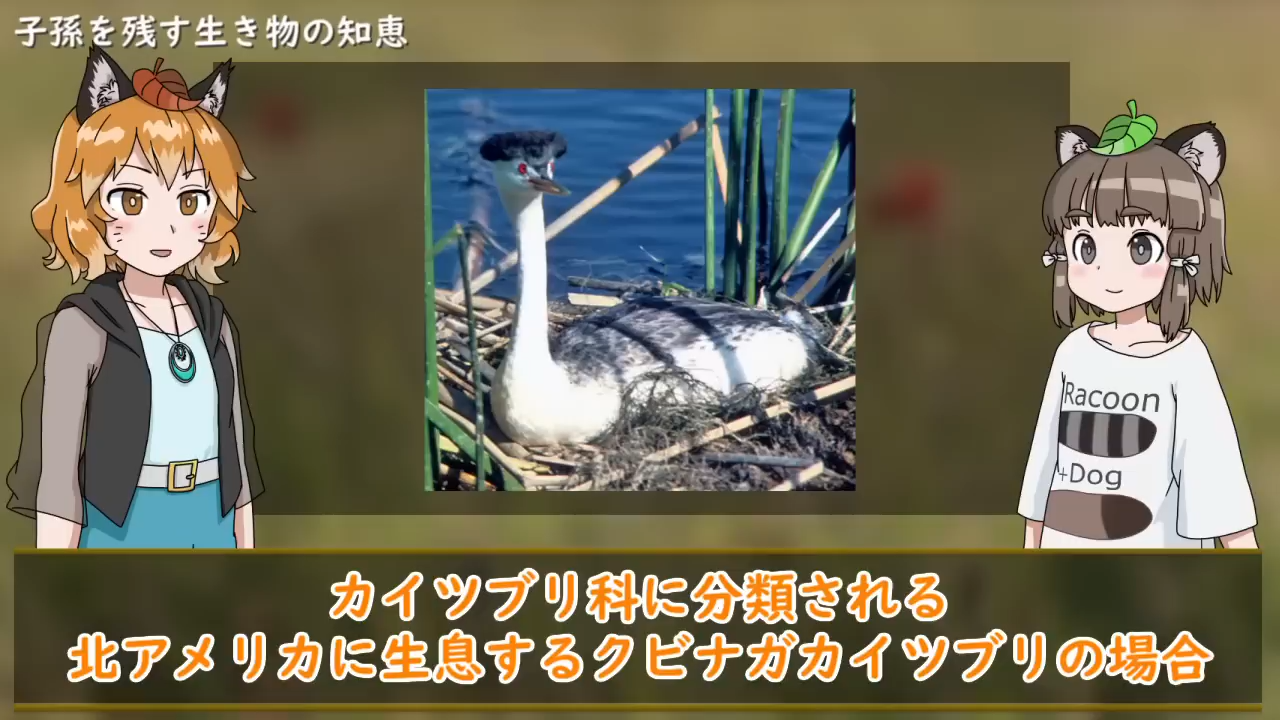 子孫を残す生き物の知恵
Racoon
+Dog
カイツブリ科に分類される
北アメリカに生息するクビナガカイツブリの場合